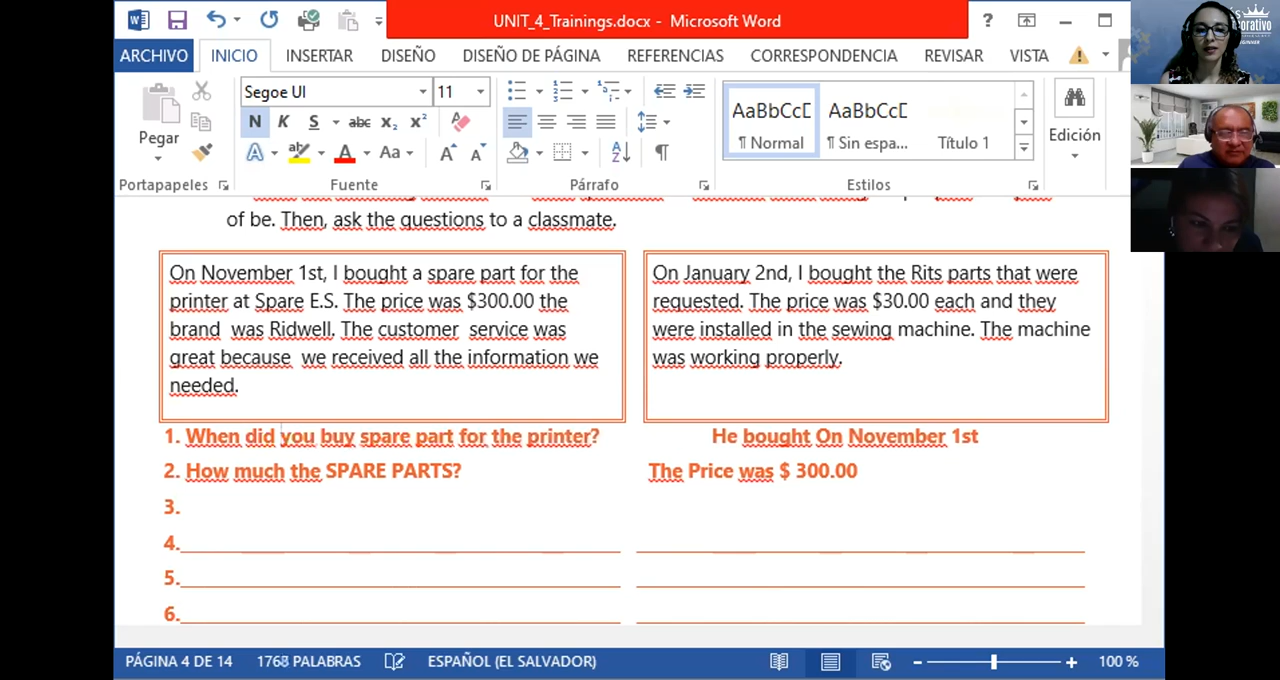 UNIT_4_Trainings.docx - Microsoft Word
ARCHIVO INICIO INSERTAR DISEÑO DISEÑO DE PÁGINA REFERENCIAS CORRESPONDENCIA REVISAR VISTA
Pegar
Segoe UI 11
N K S abc x₂ x² A A Aa A A
AaBbCcD AaBbCcD
¶ Normal ¶ Sin espa... Título 1
Edición
Portapapeles Fuente Párrafo Estilos
of be. Then, ask the questions to a classmate.
On November 1st, I bought a spare part for the
printer at Spare E.S. The price was $300.00 the
brand was Ridwell. The customer service was
great because we received all the information we
needed.
On January 2nd, I bought the Rits parts that were
requested. The price was $30.00 each and they
were installed in the sewing machine. The machine
was working properly.
1. When did you buy spare part for the printer? He bought On November 1st
2. How much the SPARE PARTS? The Price was $ 300.00
3.
4.
5.
6.
PÁGINA 4 DE 14 1768 PALABRAS ESPAÑOL (EL SALVADOR) 100 %